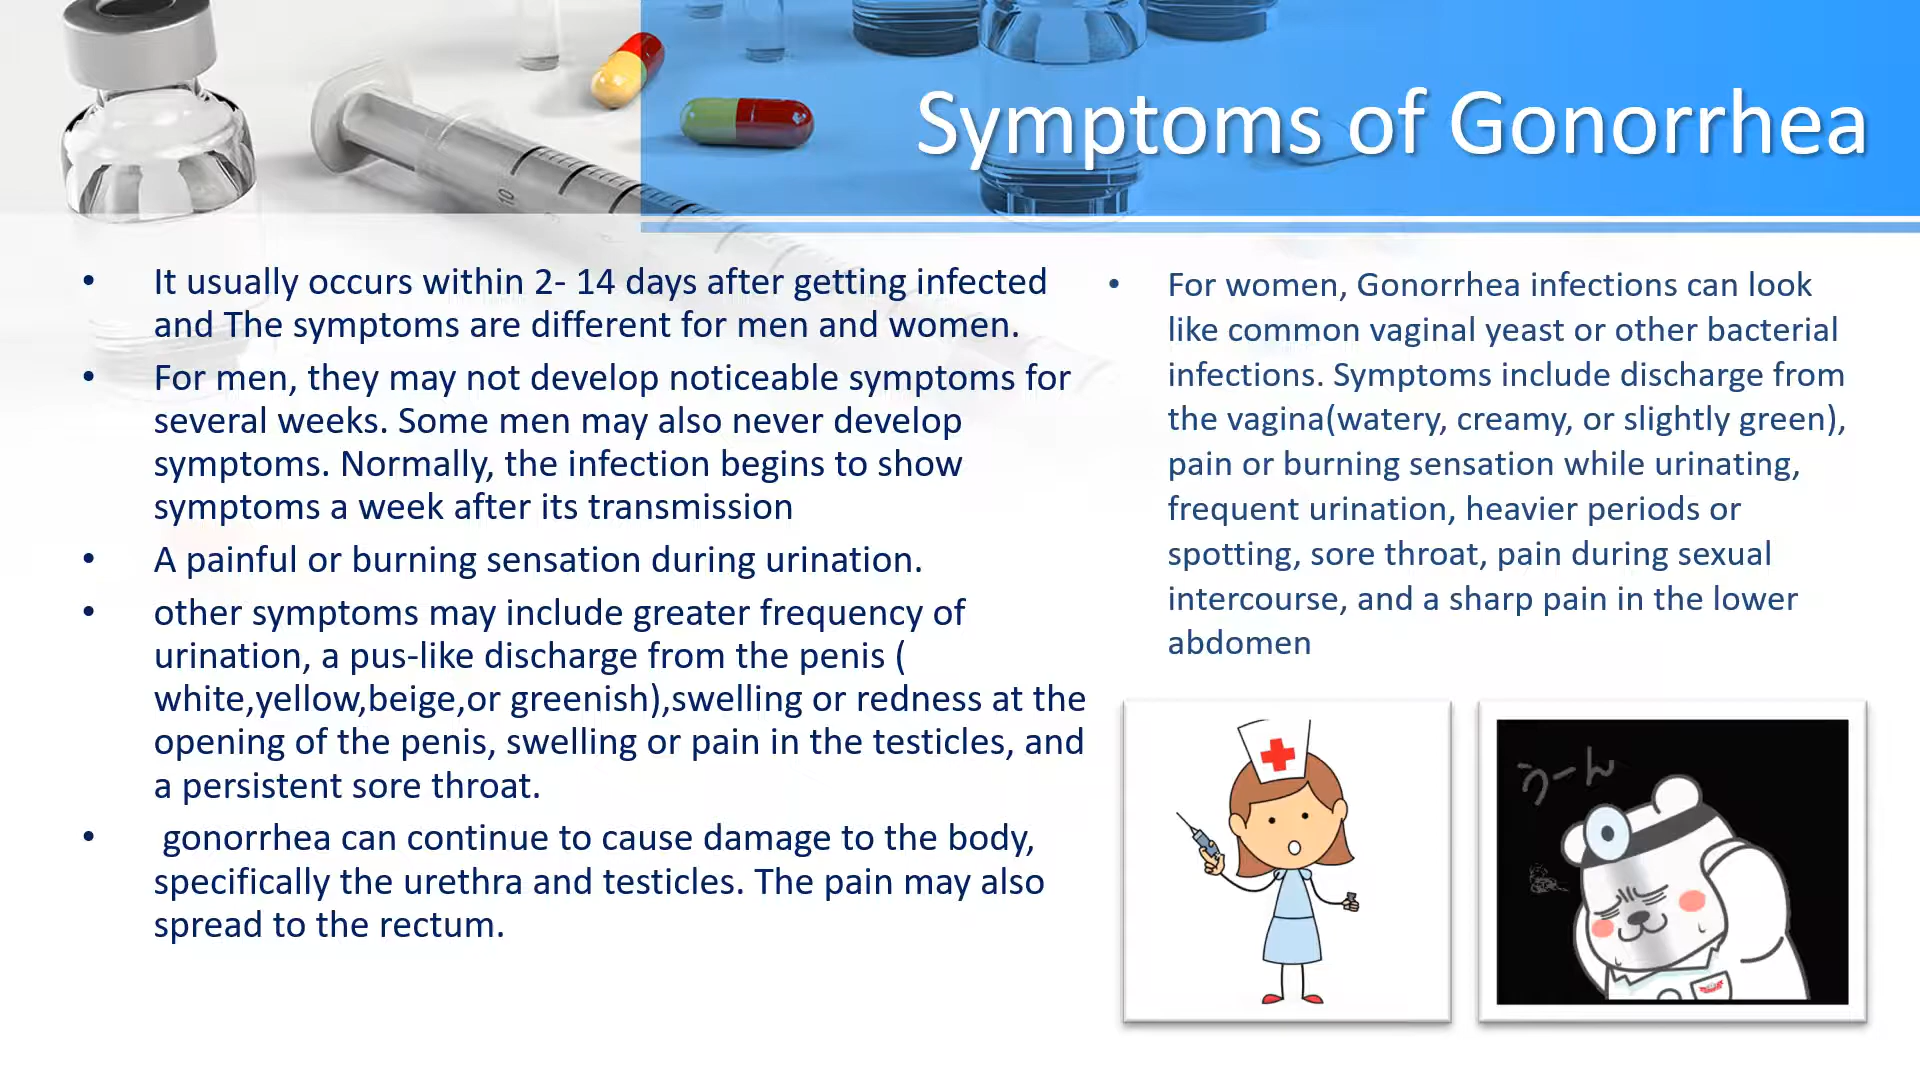 Symptoms of Gonorrhea
• It usually occurs within 2- 14 days after getting infected
and The symptoms are different for men and women.
• For men, they may not develop noticeable symptoms for
several weeks. Some men may also never develop
symptoms. Normally, the infection begins to show
symptoms a week after its transmission
• A painful or burning sensation during urination.
• other symptoms may include greater frequency of
urination, a pus-like discharge from the penis (
white,yellow,beige,or greenish),swelling or redness at the
opening of the penis, swelling or pain in the testicles, and
a persistent sore throat.
• gonorrhea can continue to cause damage to the body,
specifically the urethra and testicles. The pain may also
spread to the rectum.
• For women, Gonorrhea infections can look
like common vaginal yeast or other bacterial
infections. Symptoms include discharge from
the vagina(watery, creamy, or slightly green),
pain or burning sensation while urinating,
frequent urination, heavier periods or
spotting, sore throat, pain during sexual
intercourse, and a sharp pain in the lower
abdomen
うーん
10